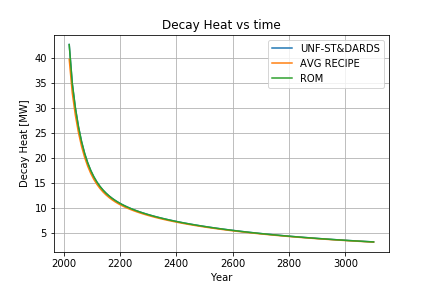 Decay Heat vs time
UNF-ST&DARDS
AVG RECIPE
ROM
Decay Heat [MW]
40
35
30
25
20
15
10
5
2000 2200 2400 2600 2800 3000
Year